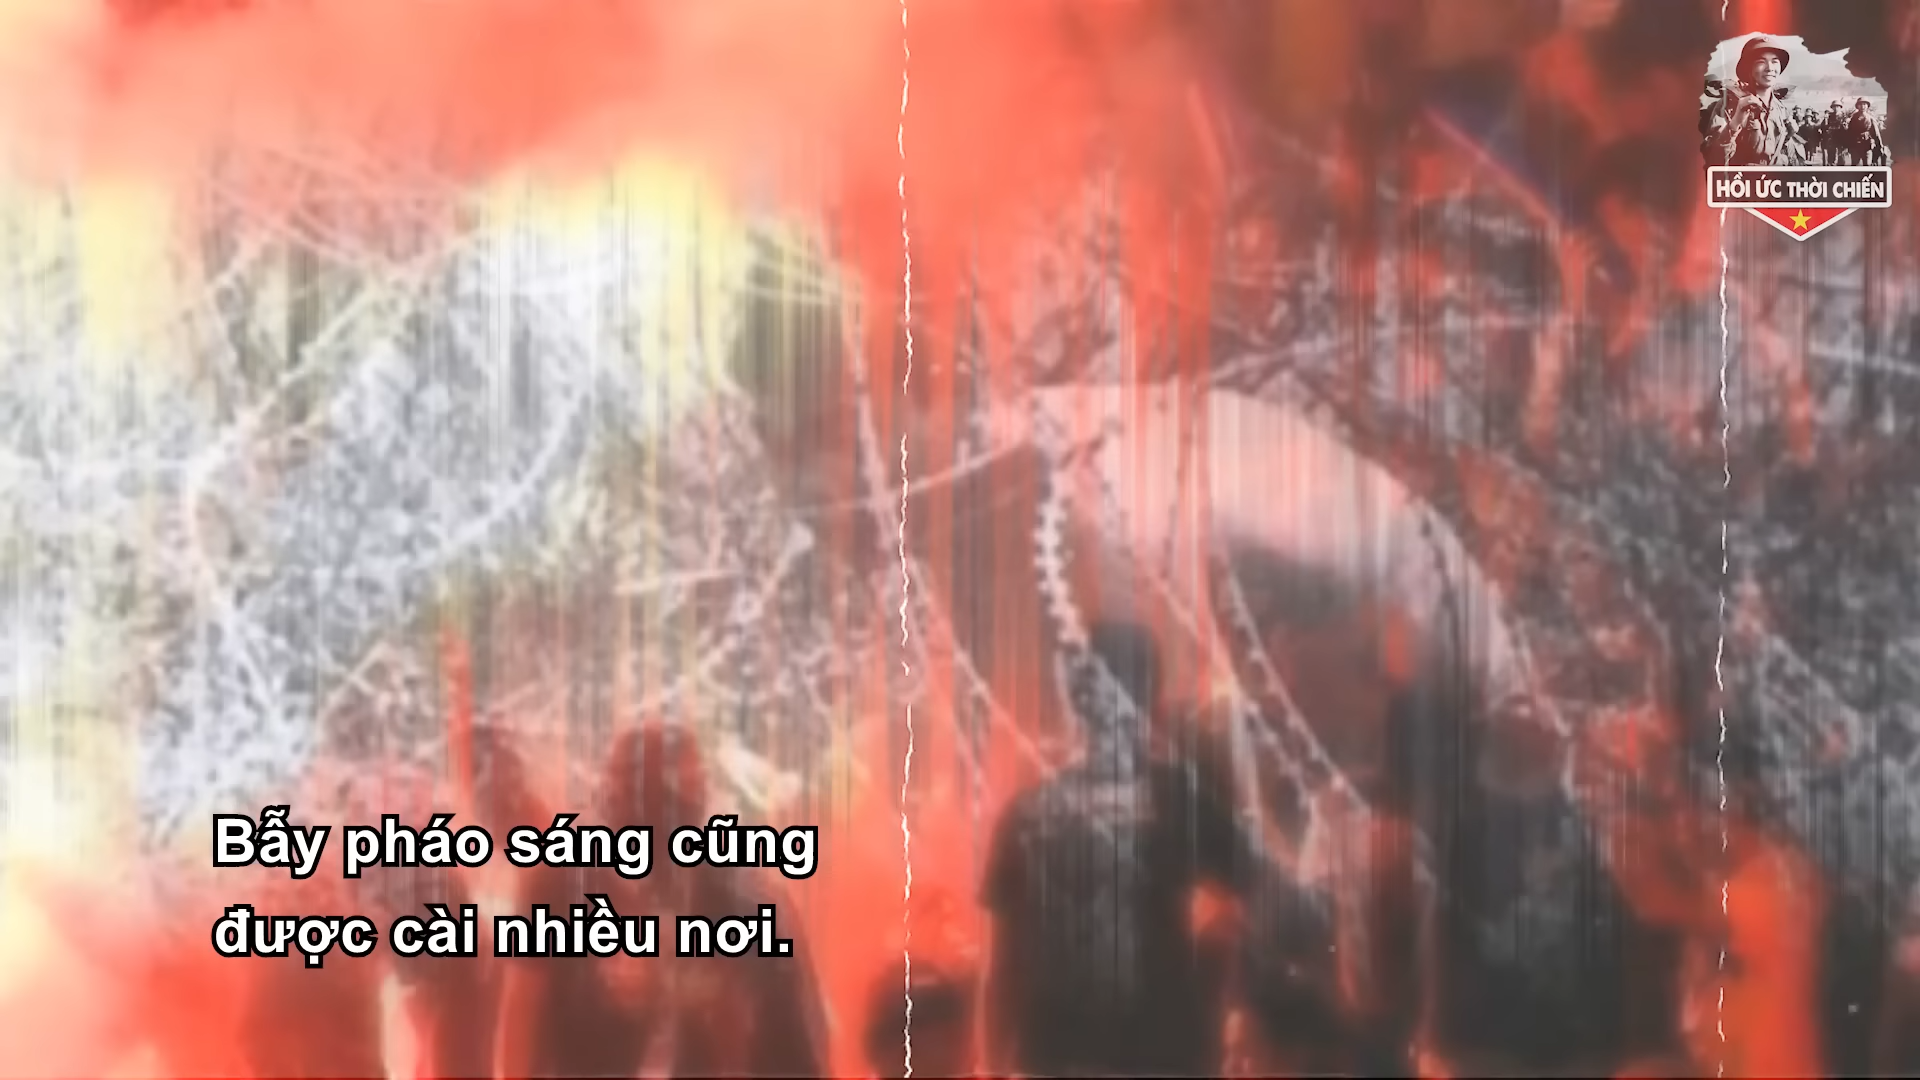 HỒI ỨC THỜI CHIẾN
Bẫy pháo sáng cũng
được cài nhiều nơi.